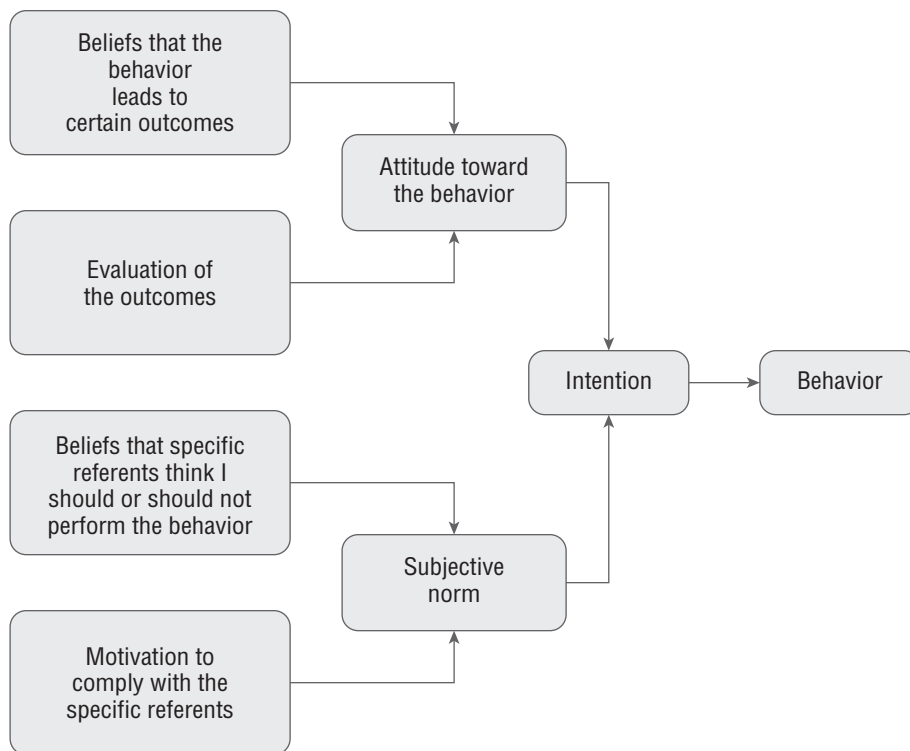 Beliefs that the
behavior
leads to
certain outcomes
Attitude toward
the behavior
Evaluation of
the outcomes
Intention
Behavior
Beliefs that specific
referents think I
should or should not
perform the behavior
Subjective
norm
Motivation to
comply with the
specific referents